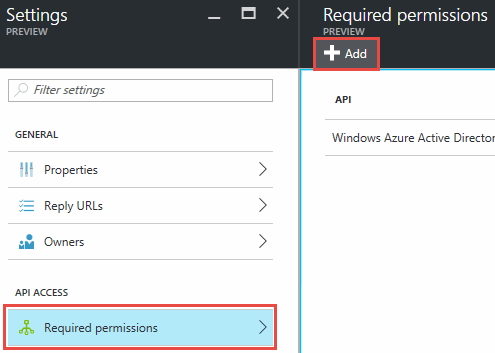 Settings
PREVIEW
Filter settings
GENERAL
Properties
Reply URLs
Owners
API ACCESS
Required permissions
Required permissions
PREVIEW
Add
API
Windows Azure Active Director